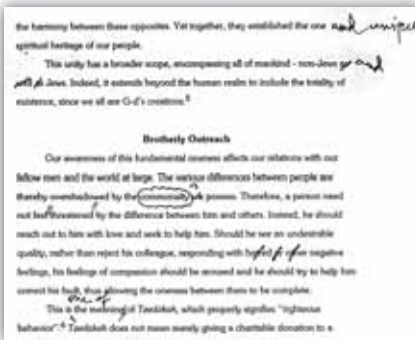 the harmony between these opposites. Yet together, they established the one and unique
spiritual heritage of our people.
This unity has a broader scope, encompassing all of mankind - non-Jews and
Jews. Indeed, it extends beyond the human realm to include the totality of
existence, since we all are G-d's creations.
Brotherly Outreach
Our awareness of this fundamental oneness affects our relations with our
fellow men and the world at large. The various differences between people are
thereby overshadowed by the possess. Therefore, a person need
not feel threatened by the difference between him and others. Instead, he should
reach out to him with love and seek to help him. Should he see an undesirable
quality, rather than reject his colleague, responding with negative
feelings, his feelings of compassion should be aroused and he should try to help him
correct his fault, thus allowing the oneness between them to be complete.
one of
This is the meaning of Tzedakah, which properly signifies "righteous
behavior". Tzedakah does not mean merely giving a charitable donation to a